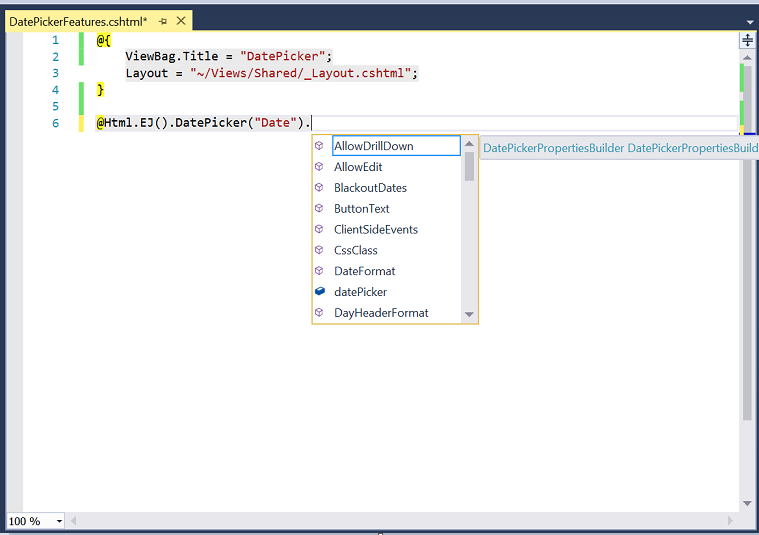 DatePickerFeatures.cshtml*
1 @{
2 ViewBag.Title = "DatePicker";
3 Layout = "~/Views/Shared/_Layout.cshtml";
4 }
5
6 @Html.EJ().DatePicker("Date").
AllowDrillDown
DatePickerPropertiesBuilder DatePickerPropertiesBuild
AllowEdit
BlackoutDates
ButtonText
ClientSideEvents
CssClass
DateFormat
datePicker
DayHeaderFormat
100 %